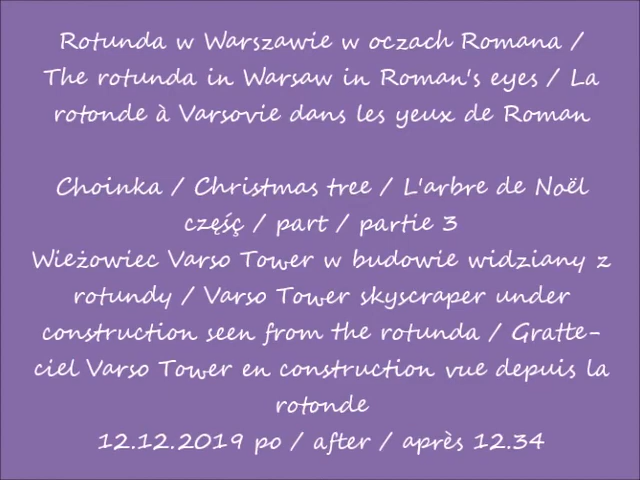 Rotunda w Warszawie w oczach Romana /
The rotunda in Warsaw in Roman's eyes / La
rotonde à Varsovie dans les yeux de Roman
Choinka / Christmas tree / L'arbre de Noël
częśç / part / partie 3
Wieżowiec Varso Tower w budowie widziany z
rotundy / Varso Tower skyscraper under
construction seen from the rotunda / Gratte-
ciel Varso Tower en construction vue depuis la
rotonde
12.12.2019 po / after / après 12.34